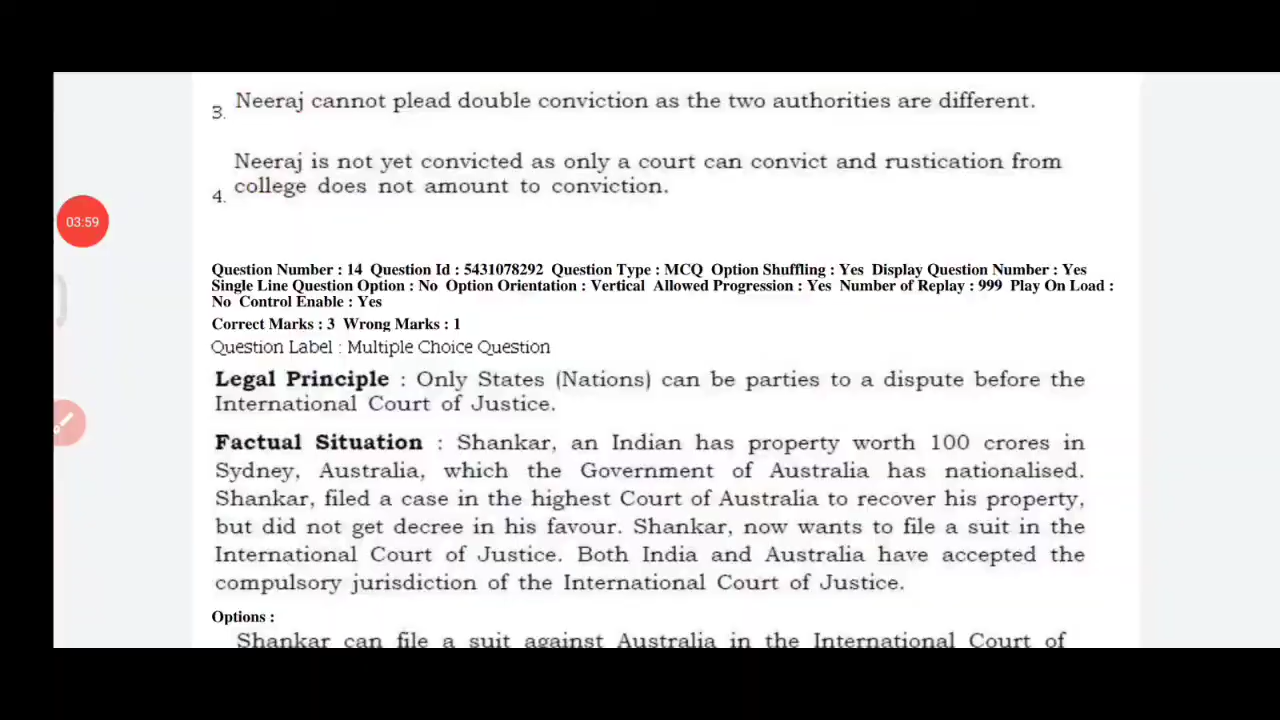 Neeraj cannot plead double conviction as the two authorities are different.
3.
Neeraj is not yet convicted as only a court can convict and rustication from
college does not amount to conviction.
4.
03:59
Question Number : 14 Question Id : 5431078292 Question Type : MCQ Option Shuffling : Yes Display Question Number : Yes
Single Line Question Option : No Option Orientation : Vertical Allowed Progression : Yes Number of Replay : 999 Play On Load :
No Control Enable : Yes
Correct Marks : 3 Wrong Marks : 1
Question Label : Multiple Choice Question
Legal Principle : Only States (Nations) can be parties to a dispute before the
International Court of Justice.
Factual Situation : Shankar, an Indian has property worth 100 crores in
Sydney, Australia, which the Government of Australia has nationalised.
Shankar, filed a case in the highest Court of Australia to recover his property,
but did not get decree in his favour. Shankar, now wants to file a suit in the
International Court of Justice. Both India and Australia have accepted the
compulsory jurisdiction of the International Court of Justice.
Options :
Shankar can file a suit against Australia in the International Court of